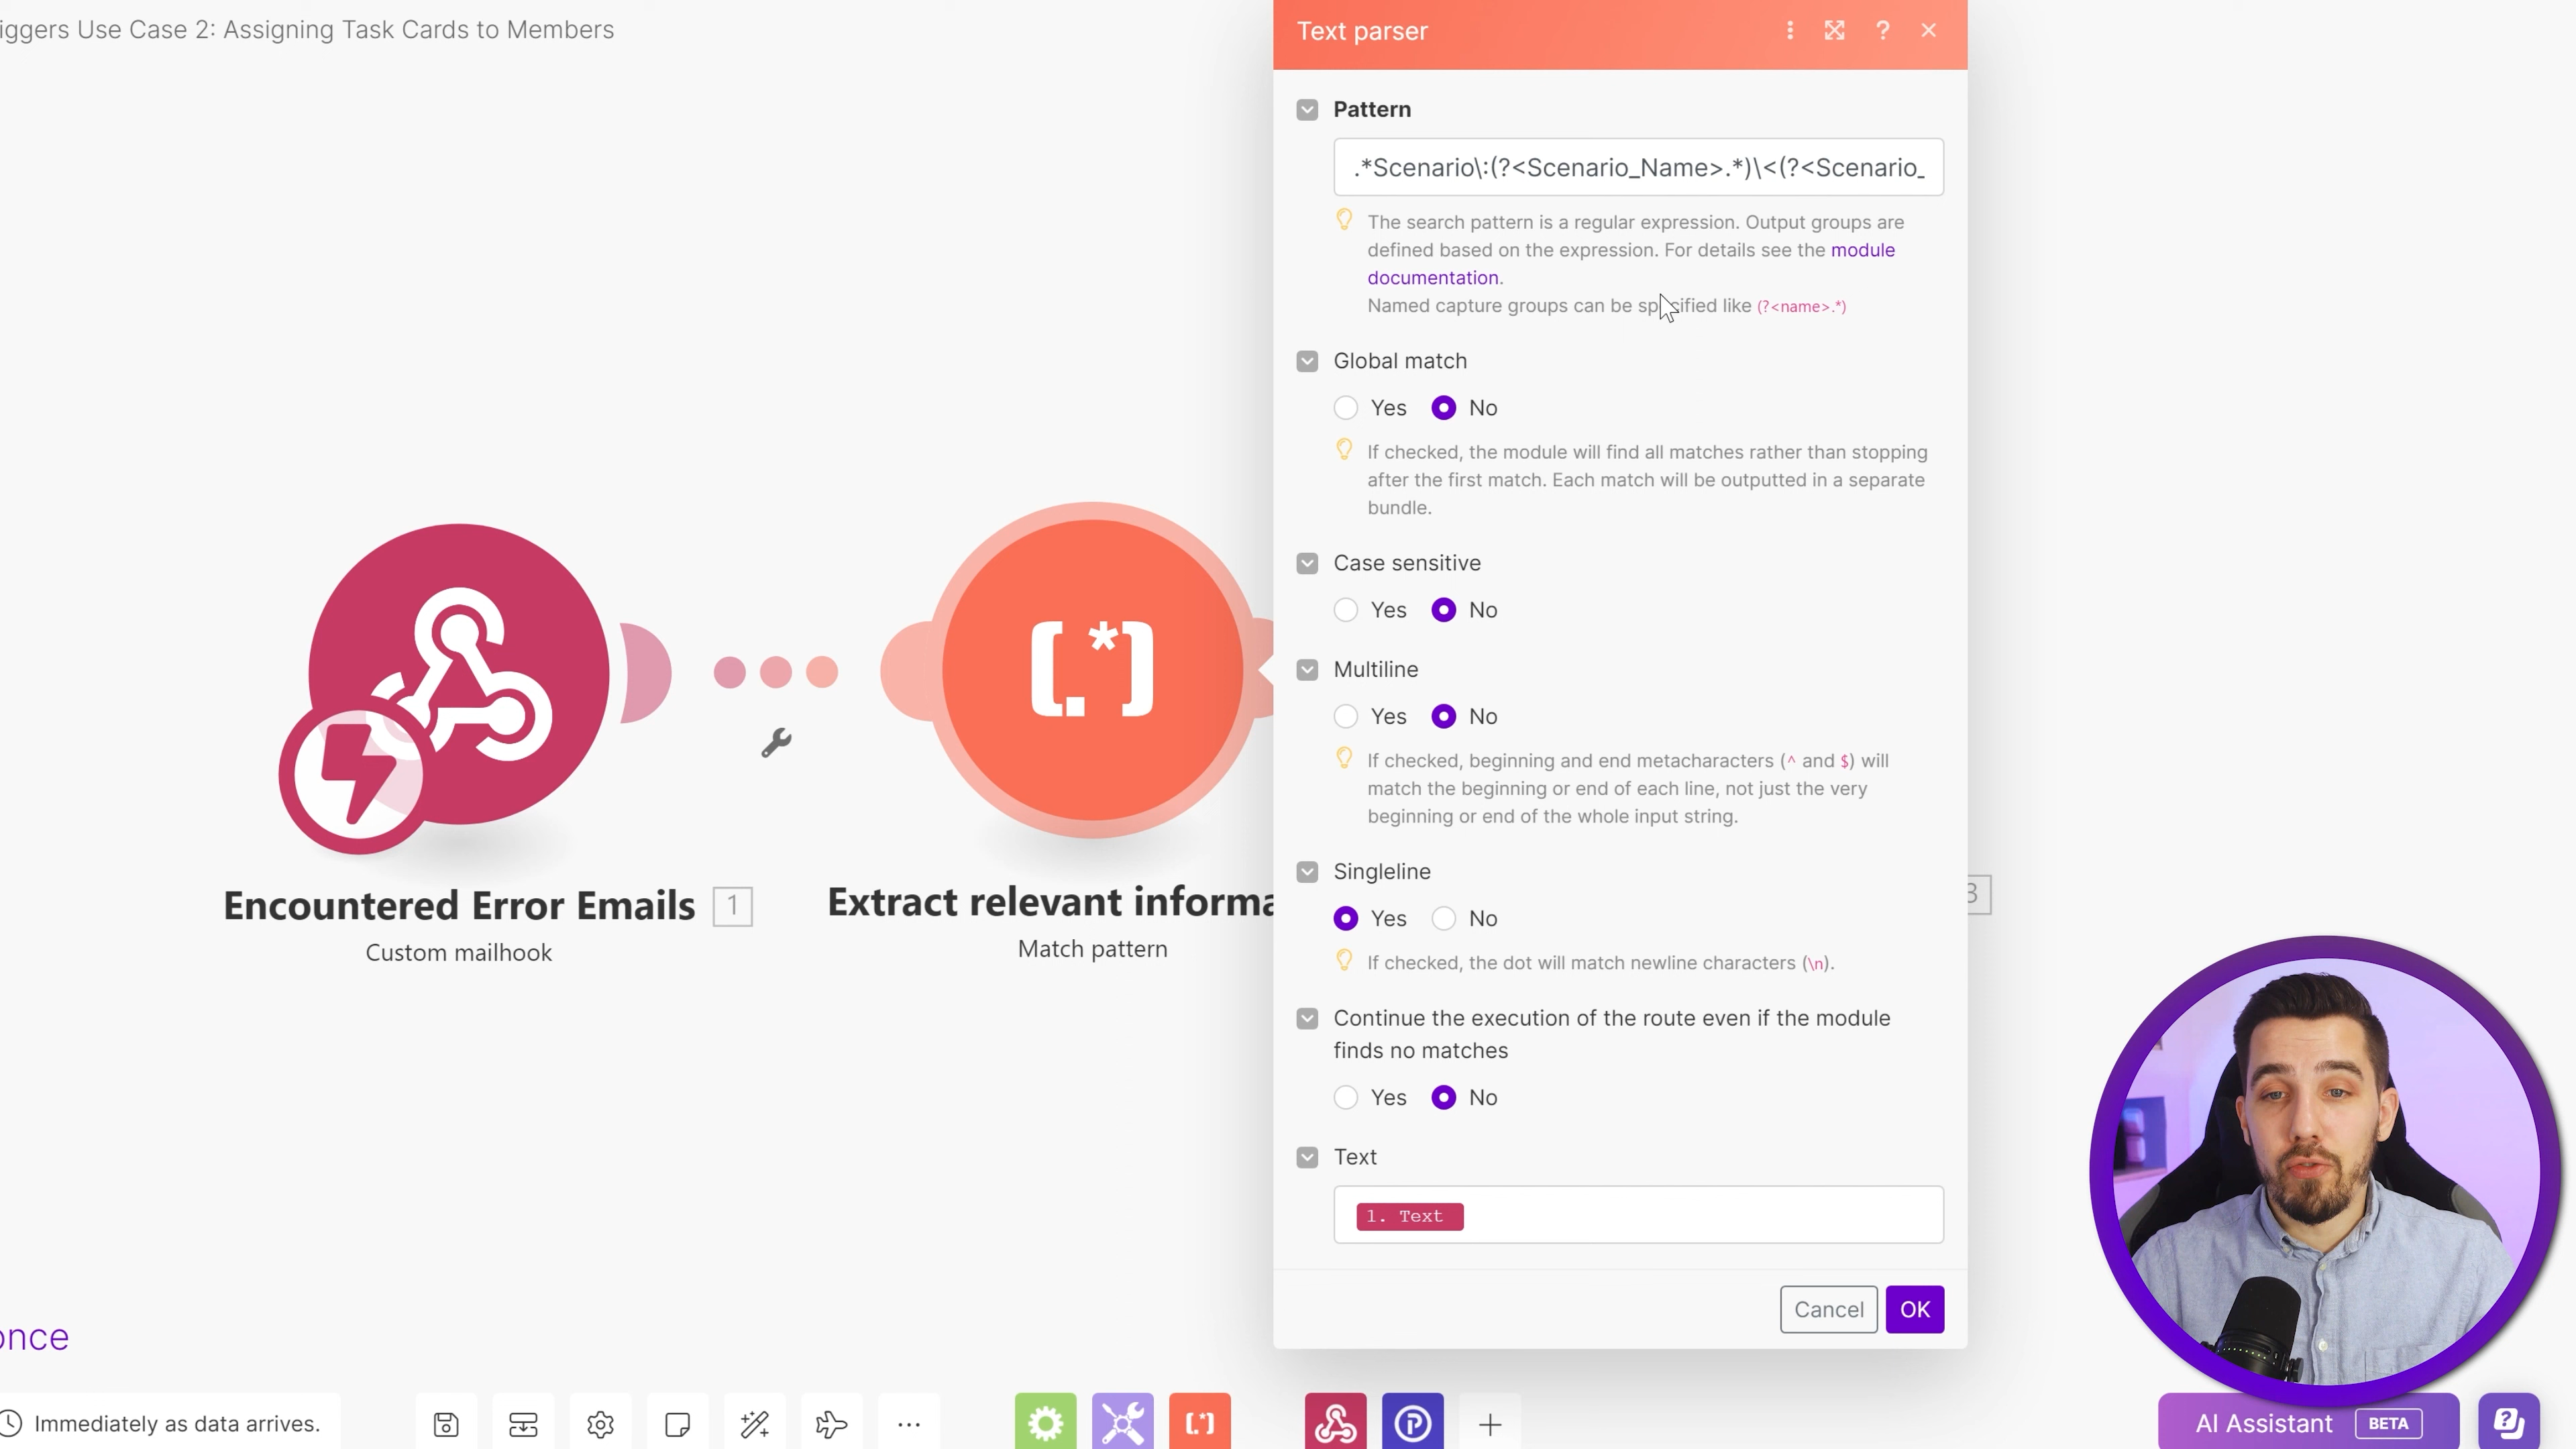 iggers Use Case 2: Assigning Task Cards to Members
Text parser
?
Pattern
.*Scenario\:(?<Scenario_Name>.*)\<(?<Scenario_
The search pattern is a regular expression. Output groups are
defined based on the expression. For details see the module
documentation.
Named capture groups can be specified like (?<name>.*)
Global match
Yes No
If checked, the module will find all matches rather than stopping
after the first match. Each match will be outputted in a separate
bundle.
Case sensitive
Yes No
Multiline
Yes No
If checked, beginning and end metacharacters (^ and $) will
match the beginning or end of each line, not just the very
beginning or end of the whole input string.
Singleline
Yes No
If checked, the dot will match newline characters (\n).
Continue the execution of the route even if the module
finds no matches
Yes No
Text
1. Text
Cancel OK
[.*]
Encountered Error Emails 1
Custom mailhook
Extract relevant informa
Match pattern
3
once
Immediately as data arrives.
[.*]
AI Assistant BETA